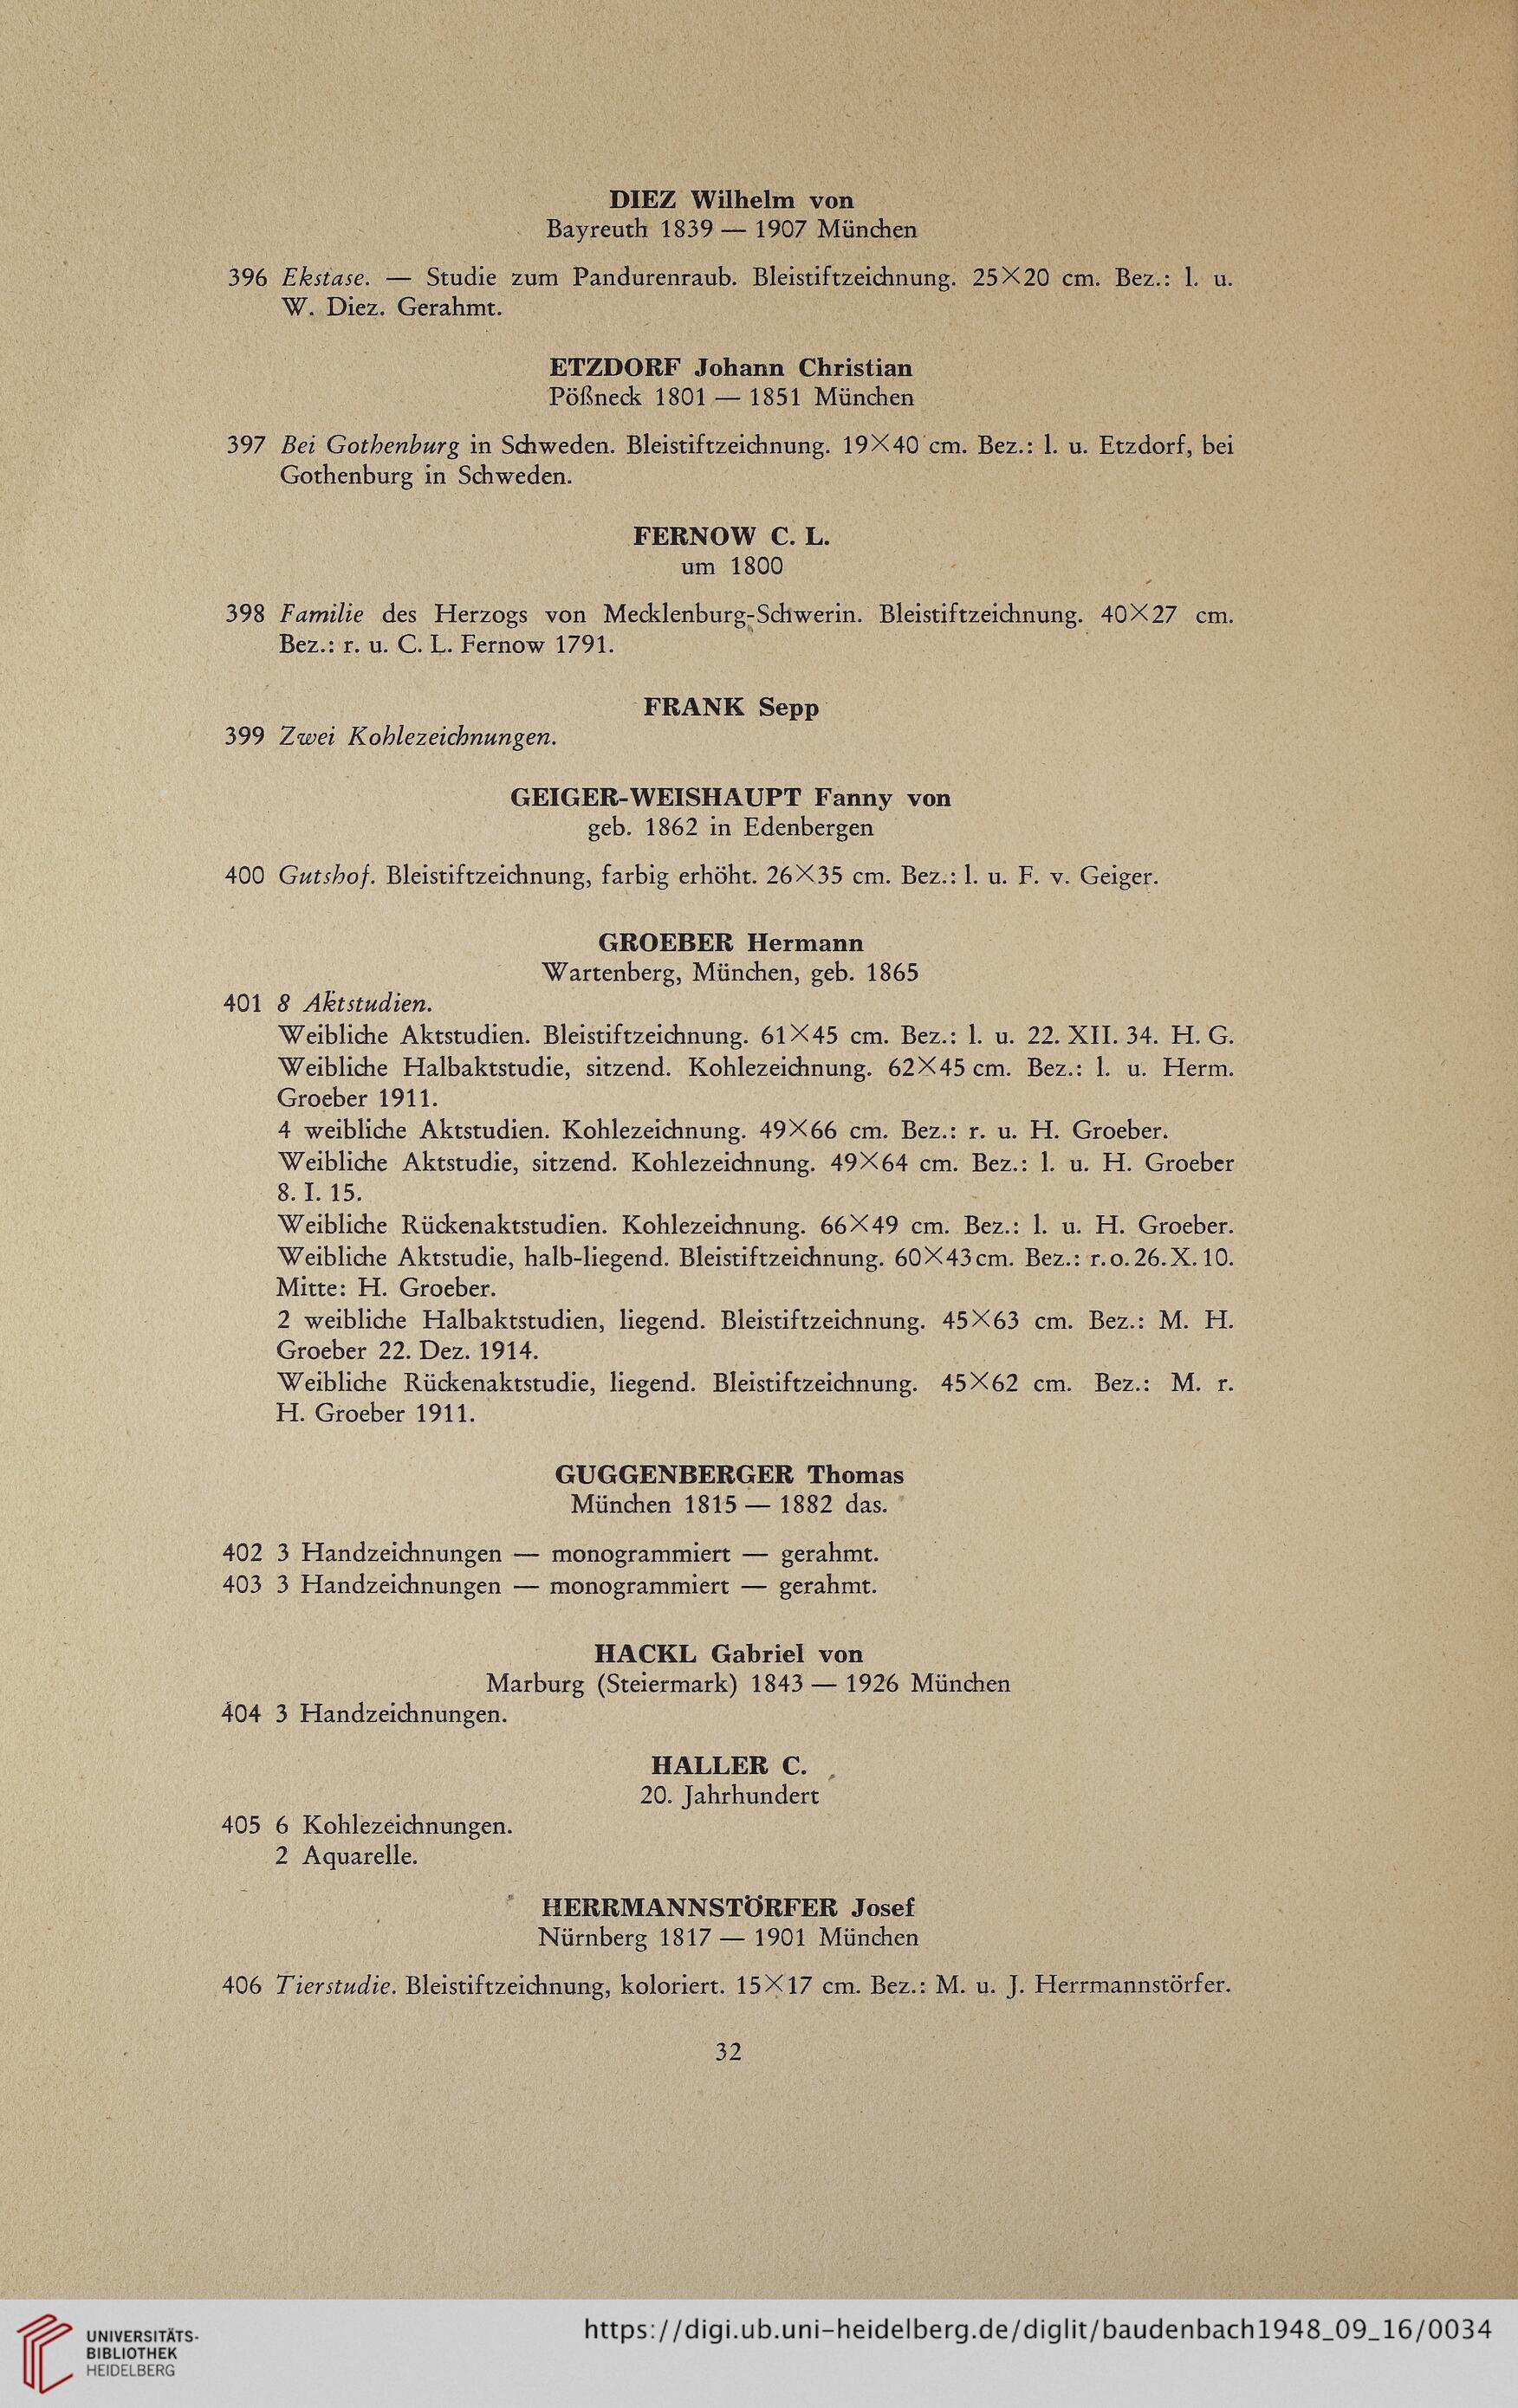 DIEZ Wilhelm von
Bayreuth 1839 — 1907 München
396 Ekstase. — Studie zum Pandurenraub. Bleistiftzeichnung. 25×20 cm. Bez.: l. u.
W. Diez. Gerahmt.
ETZDORF Johann Christian
Pößneck 1801 — 1851 München
397 Bei Gothenburg in Schweden. Bleistiftzeichnung. 19×40 cm. Bez.: l. u. Etzdorf, bei
Gothenburg in Schweden.
FERNOW C. L.
um 1800
398 Familie des Herzogs von Mecklenburg-Schwerin. Bleistiftzeichnung. 40×27 cm.
Bez.: r. u. C. L. Fernow 1791.
FRANK Sepp
399 Zwei Kohlezeichnungen.
GEIGER-WEISHAUPT Fanny von
geb. 1862 in Edenbergen
400 Gutshof. Bleistiftzeichnung, farbig erhöht. 26×35 cm. Bez.: l. u. F. v. Geiger.
GROEBER Hermann
Wartenberg, München, geb. 1865
401 8 Aktstudien.
Weibliche Aktstudien. Bleistiftzeichnung. 61×45 cm. Bez.: l. u. 22. XII. 34. H. G.
Weibliche Halbaktstudie, sitzend. Kohlezeichnung. 62×45 cm. Bez.: l. u. Herm.
Groeber 1911.
4 weibliche Aktstudien. Kohlezeichnung. 49×66 cm. Bez.: r. u. H. Groeber.
Weibliche Aktstudie, sitzend. Kohlezeichnung. 49×64 cm. Bez.: l. u. H. Groeber
8. I. 15.
Weibliche Rückenaktstudien. Kohlezeichnung. 66×49 cm. Bez.: l. u. H. Groeber.
Weibliche Aktstudie, halb-liegend. Bleistiftzeichnung. 60×43cm. Bez.: r.o.26.X.10.
Mitte: H. Groeber.
2 weibliche Halbaktstudien, liegend. Bleistiftzeichnung. 45×63 cm. Bez.: M. H.
Groeber 22. Dez. 1914.
Weibliche Rückenaktstudie, liegend. Bleistiftzeichnung. 45×62 cm. Bez.: M. r.
H. Groeber 1911.
GUGGENBERGER Thomas
München 1815 — 1882 das.
402 3 Handzeichnungen — monogrammiert — gerahmt.
403 3 Handzeichnungen — monogrammiert — gerahmt.
HACKL Gabriel von
Marburg (Steiermark) 1843 — 1926 München
404 3 Handzeichnungen.
HALLER C.
20. Jahrhundert
405 6 Kohlezeichnungen.
2 Aquarelle.
HERRMANNSTÖRFER Josef
Nürnberg 1817 — 1901 München
406 Tierstudie. Bleistiftzeichnung, koloriert. 15×17 cm. Bez.: M. u. J. Herrmannstörfer.
32
UNIVERSITÄTS-
BIBLIOTHEK
HEIDELBERG
https://digi.ub.uni-heidelberg.de/diglit/baudenbach1948_09_16/0034